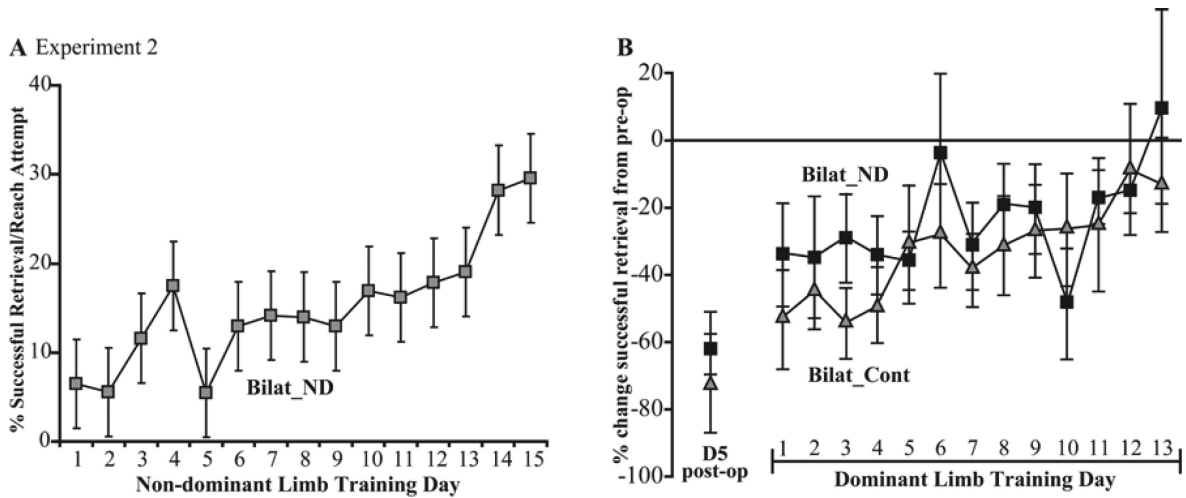 A Experiment 2
% Successful Retrieval/Reach Attempt
40
30
20
10
0
Bilat_ND
1 2 3 4 5 6 7 8 9 10 11 12 13 14 15
Non-dominant Limb Training Day
B
% change successful retrieval from pre-op
20
0
-20
-40
-60
-80
-100
Bilat_ND
Bilat_Cont
D5
post-op
1 2 3 4 5 6 7 8 9 10 11 12 13
Dominant Limb Training Day